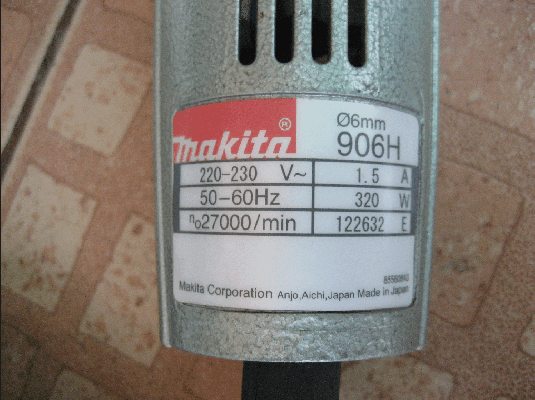 makita®
Ø6mm
906H
220-230 V~ 1.5 A
50-60Hz 320 W
no27000/min 122632 E
Makita Corporation Anjo,Aichi,Japan Made in Japan